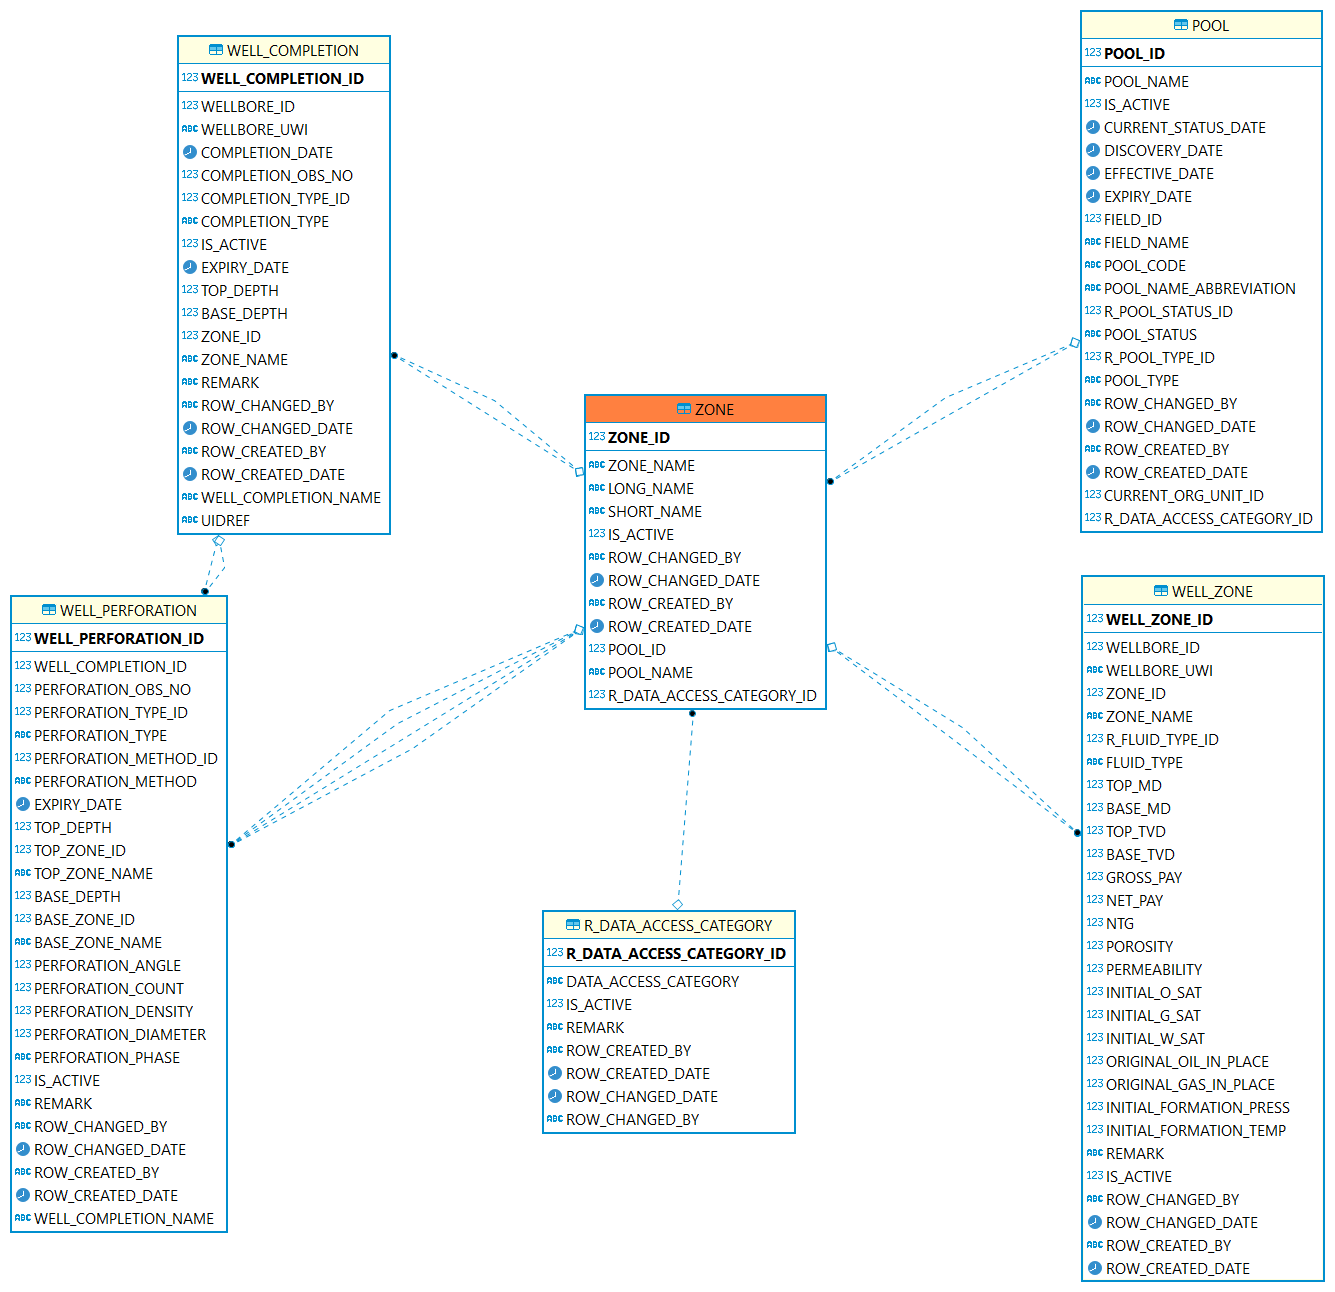 WELL_COMPLETION
123 WELL_COMPLETION_ID
123 WELLBORE_ID
ABC WELLBORE_UWI
COMPLETION_DATE
123 COMPLETION_OBS_NO
123 COMPLETION_TYPE_ID
ABC COMPLETION_TYPE
123 IS_ACTIVE
EXPIRY_DATE
123 TOP_DEPTH
123 BASE_DEPTH
123 ZONE_ID
ABC ZONE_NAME
ABC REMARK
ABC ROW_CHANGED_BY
ROW_CHANGED_DATE
ABC ROW_CREATED_BY
ROW_CREATED_DATE
ABC WELL_COMPLETION_NAME
ABC UIDREF
POOL
123 POOL_ID
ABC POOL_NAME
123 IS_ACTIVE
CURRENT_STATUS_DATE
DISCOVERY_DATE
EFFECTIVE_DATE
EXPIRY_DATE
123 FIELD_ID
ABC FIELD_NAME
ABC POOL_CODE
ABC POOL_NAME_ABBREVIATION
123 R_POOL_STATUS_ID
ABC POOL_STATUS
123 R_POOL_TYPE_ID
ABC POOL_TYPE
ABC ROW_CHANGED_BY
ROW_CHANGED_DATE
ABC ROW_CREATED_BY
ROW_CREATED_DATE
123 CURRENT_ORG_UNIT_ID
123 R_DATA_ACCESS_CATEGORY_ID
ZONE
123 ZONE_ID
ABC ZONE_NAME
ABC LONG_NAME
ABC SHORT_NAME
123 IS_ACTIVE
ABC ROW_CHANGED_BY
ROW_CHANGED_DATE
ABC ROW_CREATED_BY
ROW_CREATED_DATE
123 POOL_ID
ABC POOL_NAME
123 R_DATA_ACCESS_CATEGORY_ID
WELL_PERFORATION
123 WELL_PERFORATION_ID
123 WELL_COMPLETION_ID
123 PERFORATION_OBS_NO
123 PERFORATION_TYPE_ID
ABC PERFORATION_TYPE
123 PERFORATION_METHOD_ID
ABC PERFORATION_METHOD
EXPIRY_DATE
123 TOP_DEPTH
123 TOP_ZONE_ID
ABC TOP_ZONE_NAME
123 BASE_DEPTH
123 BASE_ZONE_ID
ABC BASE_ZONE_NAME
123 PERFORATION_ANGLE
123 PERFORATION_COUNT
123 PERFORATION_DENSITY
123 PERFORATION_DIAMETER
ABC PERFORATION_PHASE
123 IS_ACTIVE
ABC REMARK
ABC ROW_CHANGED_BY
ROW_CHANGED_DATE
ABC ROW_CREATED_BY
ROW_CREATED_DATE
ABC WELL_COMPLETION_NAME
R_DATA_ACCESS_CATEGORY
123 R_DATA_ACCESS_CATEGORY_ID
ABC DATA_ACCESS_CATEGORY
123 IS_ACTIVE
ABC REMARK
ABC ROW_CREATED_BY
ROW_CREATED_DATE
ROW_CHANGED_DATE
ABC ROW_CHANGED_BY
WELL_ZONE
123 WELL_ZONE_ID
123 WELLBORE_ID
ABC WELLBORE_UWI
123 ZONE_ID
ABC ZONE_NAME
123 R_FLUID_TYPE_ID
ABC FLUID_TYPE
123 TOP_MD
123 BASE_MD
123 TOP_TVD
123 BASE_TVD
123 GROSS_PAY
123 NET_PAY
123 NTG
123 POROSITY
123 PERMEABILITY
123 INITIAL_O_SAT
123 INITIAL_G_SAT
123 INITIAL_W_SAT
123 ORIGINAL_OIL_IN_PLACE
123 ORIGINAL_GAS_IN_PLACE
123 INITIAL_FORMATION_PRESS
123 INITIAL_FORMATION_TEMP
ABC REMARK
123 IS_ACTIVE
ABC ROW_CHANGED_BY
ROW_CHANGED_DATE
ABC ROW_CREATED_BY
ROW_CREATED_DATE